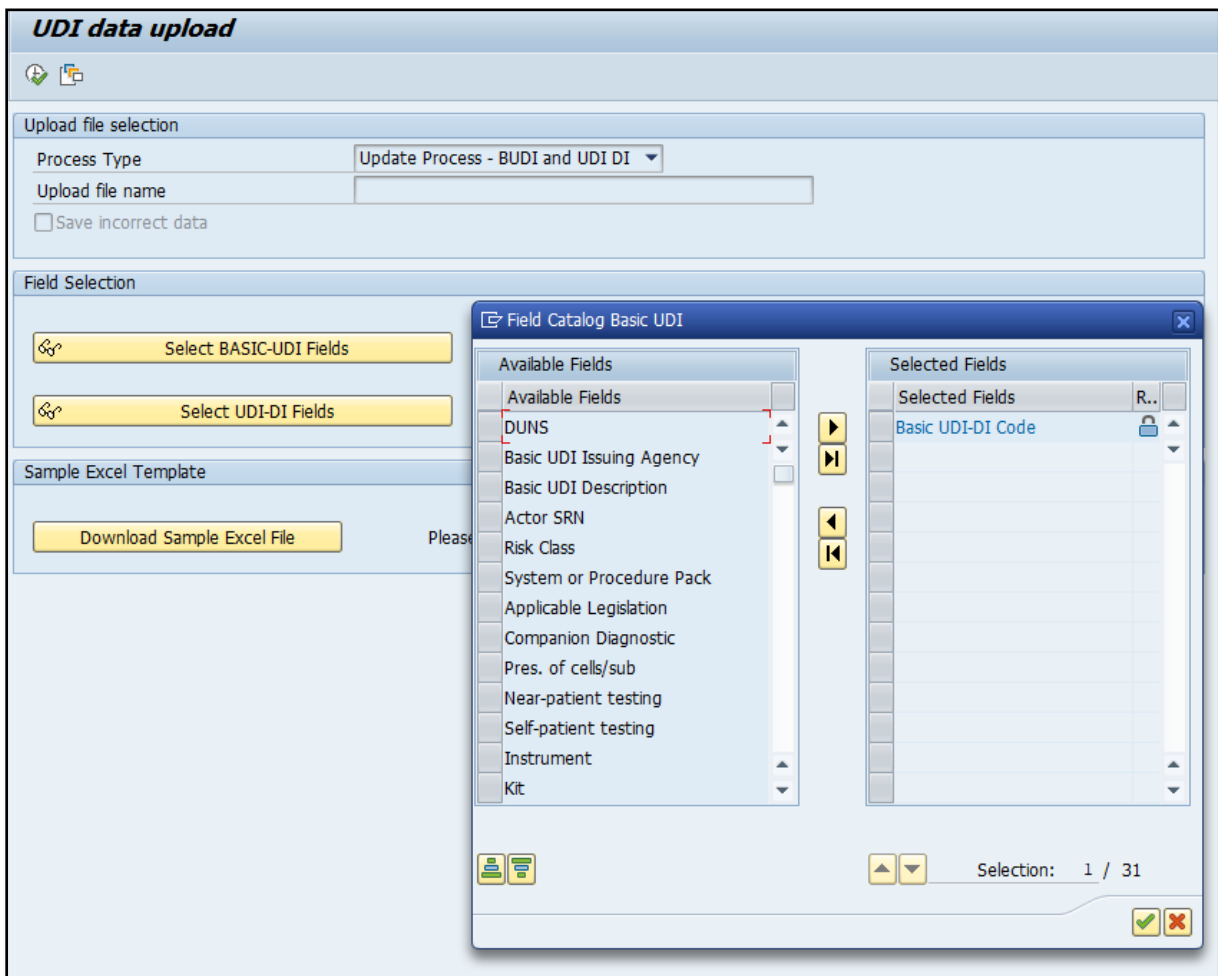 UDI data upload
Upload file selection
Process Type Update Process - BUDI and UDI DI
Upload file name
Save incorrect data
Field Selection
Select BASIC-UDI Fields
Select UDI-DI Fields
Sample Excel Template
Download Sample Excel File Please
Field Catalog Basic UDI
Available Fields
Available Fields
DUNS
Basic UDI Issuing Agency
Basic UDI Description
Actor SRN
Risk Class
System or Procedure Pack
Applicable Legislation
Companion Diagnostic
Pres. of cells/sub
Near-patient testing
Self-patient testing
Instrument
Kit
Selected Fields
Selected Fields R..
Basic UDI-DI Code
Selection: 1 / 31